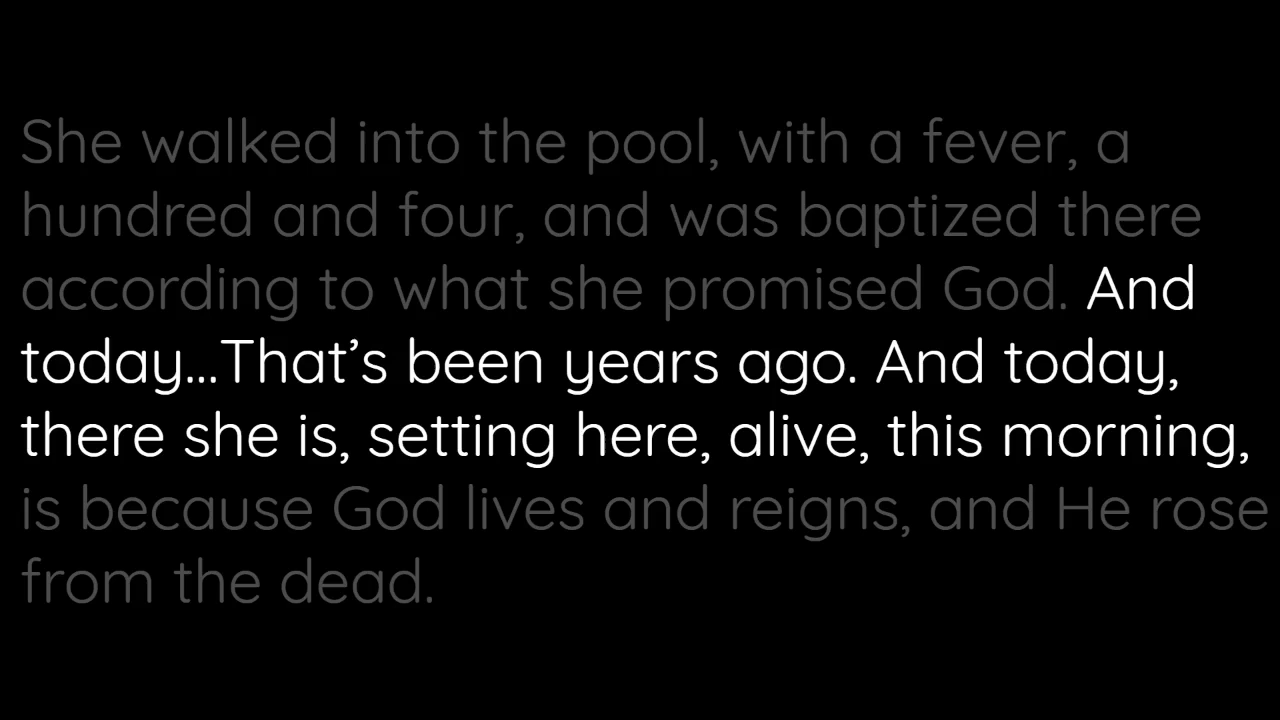 She walked into the pool, with a fever, a
hundred and four, and was baptized there
according to what she promised God. And
today...That’s been years ago. And today,
there she is, setting here, alive, this morning,
is because God lives and reigns, and He rose
from the dead.